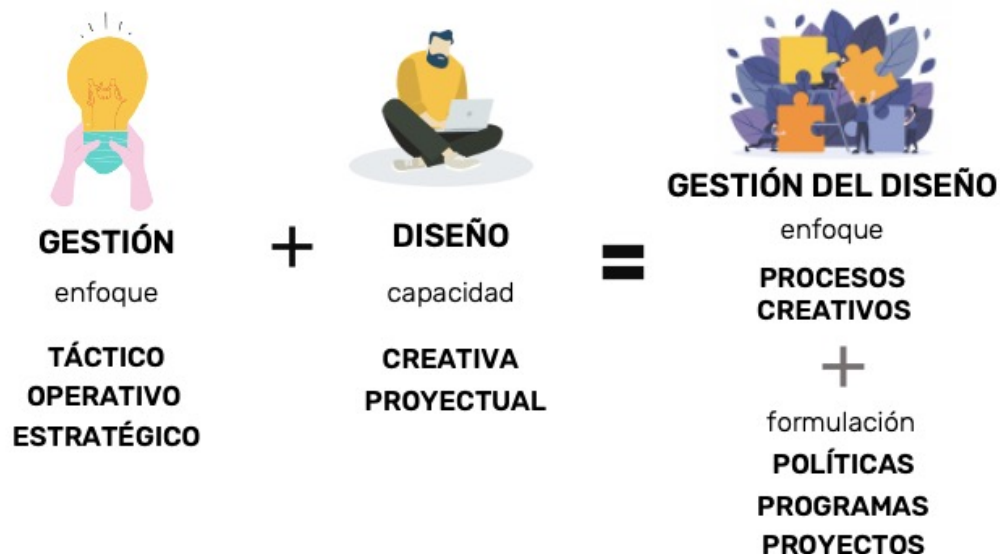 GESTIÓN
enfoque
TÁCTICO
OPERATIVO
ESTRATÉGICO
+
DISEÑO
capacidad
CREATIVA
PROYECTUAL
=
GESTIÓN DEL DISEÑO
enfoque
PROCESOS
CREATIVOS
+
formulación
POLÍTICAS
PROGRAMAS
PROYECTOS